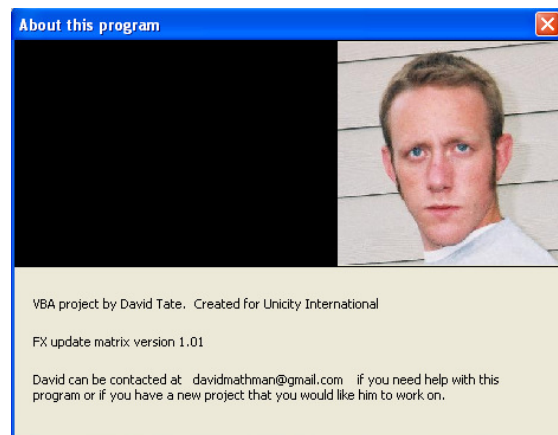 About this program
VBA project by David Tate.  Created for Unicity International
FX update matrix version 1.01
David can be contacted at   davidmathman@gmail.com   if you need help with this
program or if you have a new project that you would like him to work on.